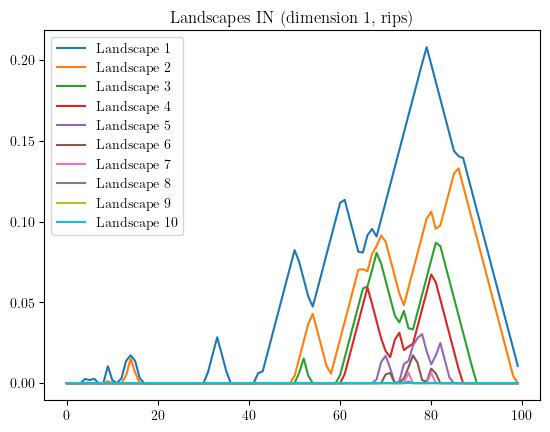 Landscapes IN (dimension 1, rips)
Landscape 1
Landscape 2
Landscape 3
Landscape 4
Landscape 5
Landscape 6
Landscape 7
Landscape 8
Landscape 9
Landscape 10
0.20
0.15
0.10
0.05
0.00
0 20 40 60 80 100